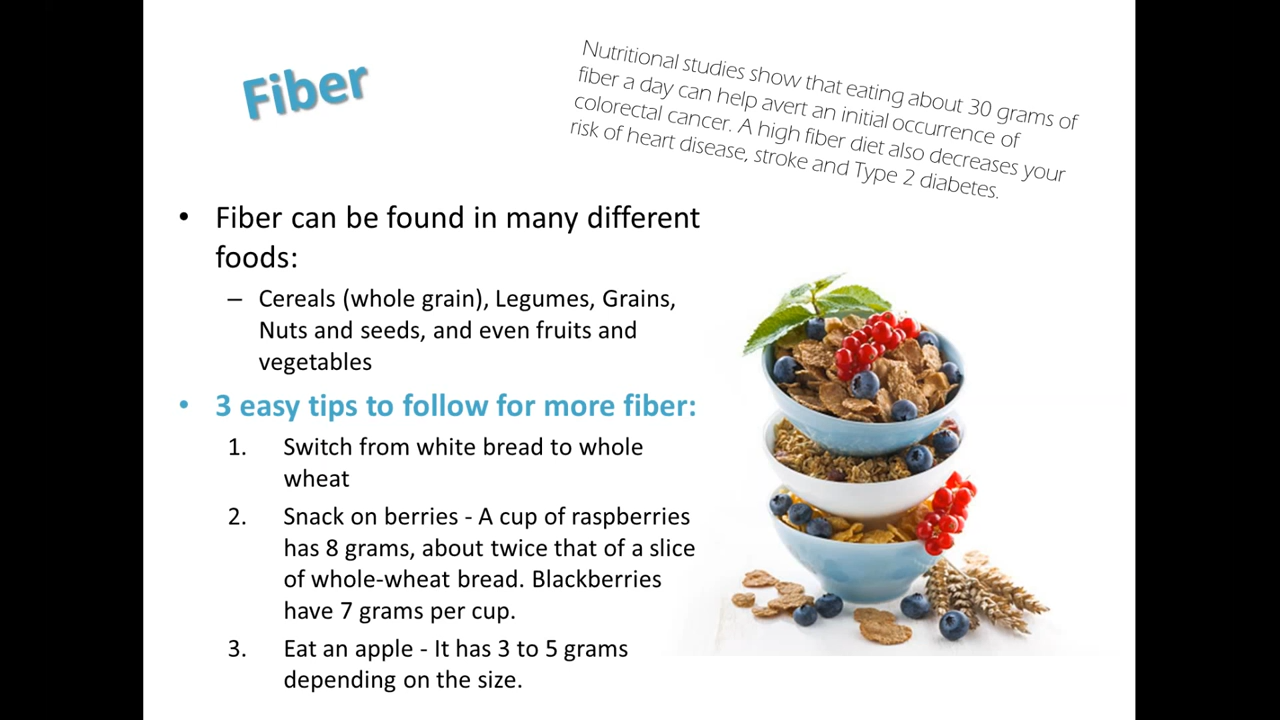 Fiber
Nutritional studies show that eating about 30 grams of
fiber a day can help avert an initial occurrence of
colorectal cancer. A high fiber diet also decreases your
risk of heart disease, stroke and Type 2 diabetes.
• Fiber can be found in many different
foods:
– Cereals (whole grain), Legumes, Grains,
Nuts and seeds, and even fruits and
vegetables
• 3 easy tips to follow for more fiber:
1. Switch from white bread to whole
wheat
2. Snack on berries - A cup of raspberries
has 8 grams, about twice that of a slice
of whole-wheat bread. Blackberries
have 7 grams per cup.
3. Eat an apple - It has 3 to 5 grams
depending on the size.